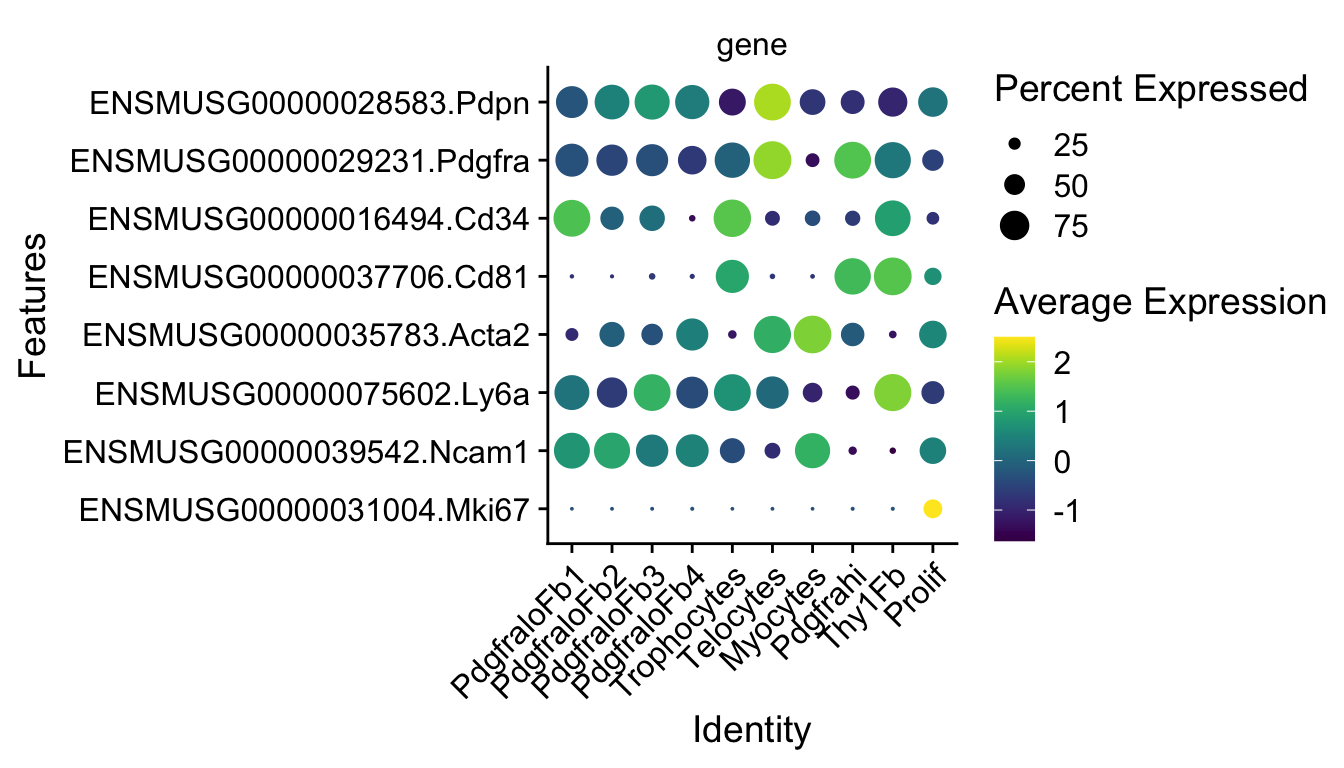 gene
ENSMUSG00000028583.Pdpn
ENSMUSG00000029231.Pdgfra
ENSMUSG00000016494.Cd34
ENSMUSG00000037706.Cd81
ENSMUSG00000035783.Acta2
ENSMUSG00000075602.Ly6a
ENSMUSG00000039542.Ncam1
ENSMUSG00000031004.Mki67
Features
PdgfraloFb1
PdgfraloFb2
PdgfraloFb3
PdgfraloFb4
Trophocytes
Telocytes
Myocytes
Pdgfrahi
Thy1Fb
Prolif
Identity
Percent Expressed
25
50
75
Average Expression
2
1
0
-1